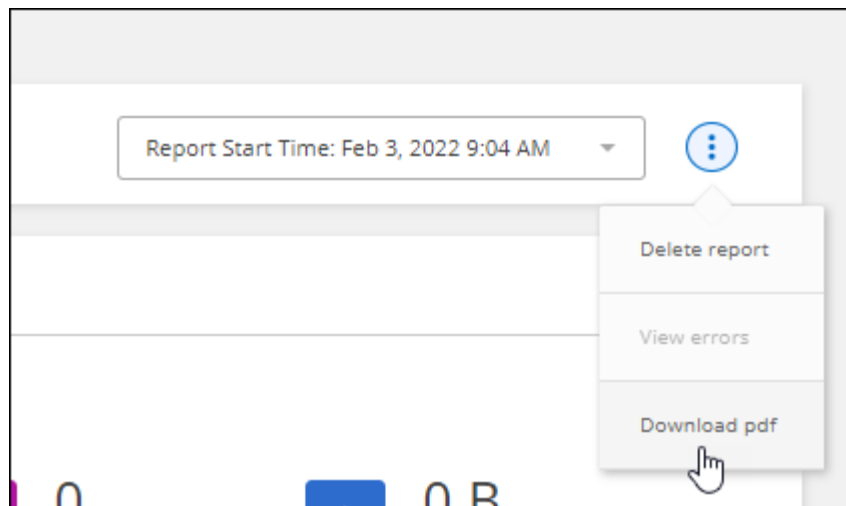 Report Start Time: Feb 3, 2022 9:04 AM
Delete report
View errors
Download pdf
0
0 B